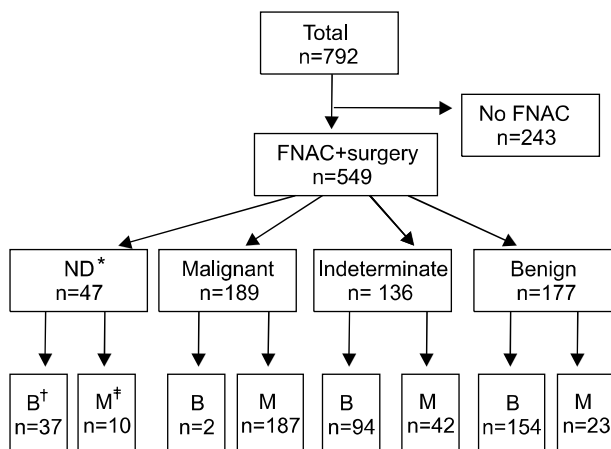 Total
n=792
No FNAC
n=243
FNAC+surgery
n=549
ND*
n=47
Malignant
n=189
Indeterminate
n= 136
Benign
n=177
B†
n=37
M‡
n=10
B
n=2
M
n=187
B
n=94
M
n=42
B
n=154
M
n=23